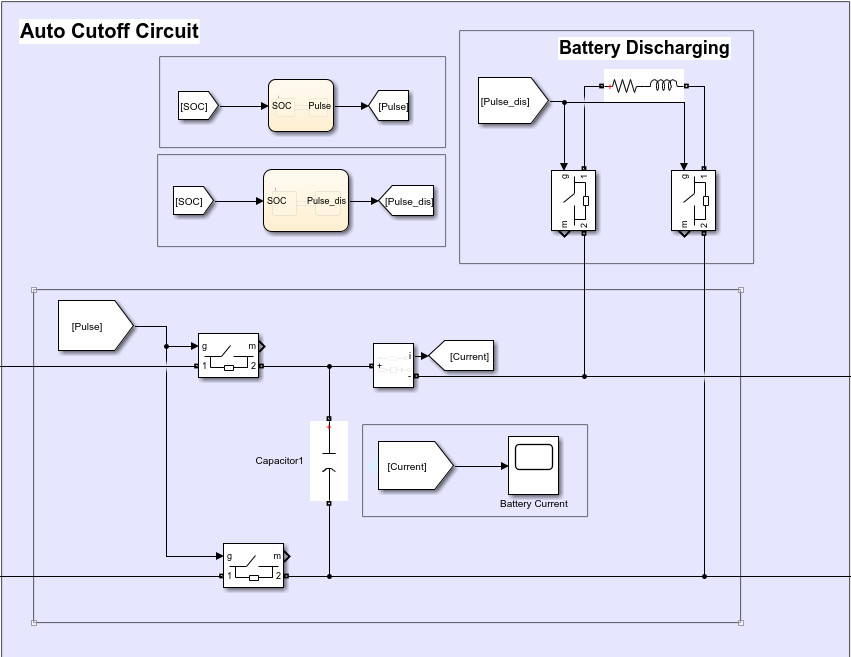 Auto Cutoff Circuit
[SOC]
SOC
Pulse
[Pulse]
[SOC]
SOC
Pulse_dis
[Pulse_dis]
Battery Discharging
[Pulse_dis]
+
g
1
m
2
g
1
m
2
[Pulse]
g
m
1
2
+
i
-
[Current]
+
Capacitor1
[Current]
Battery Current
g
m
1
2